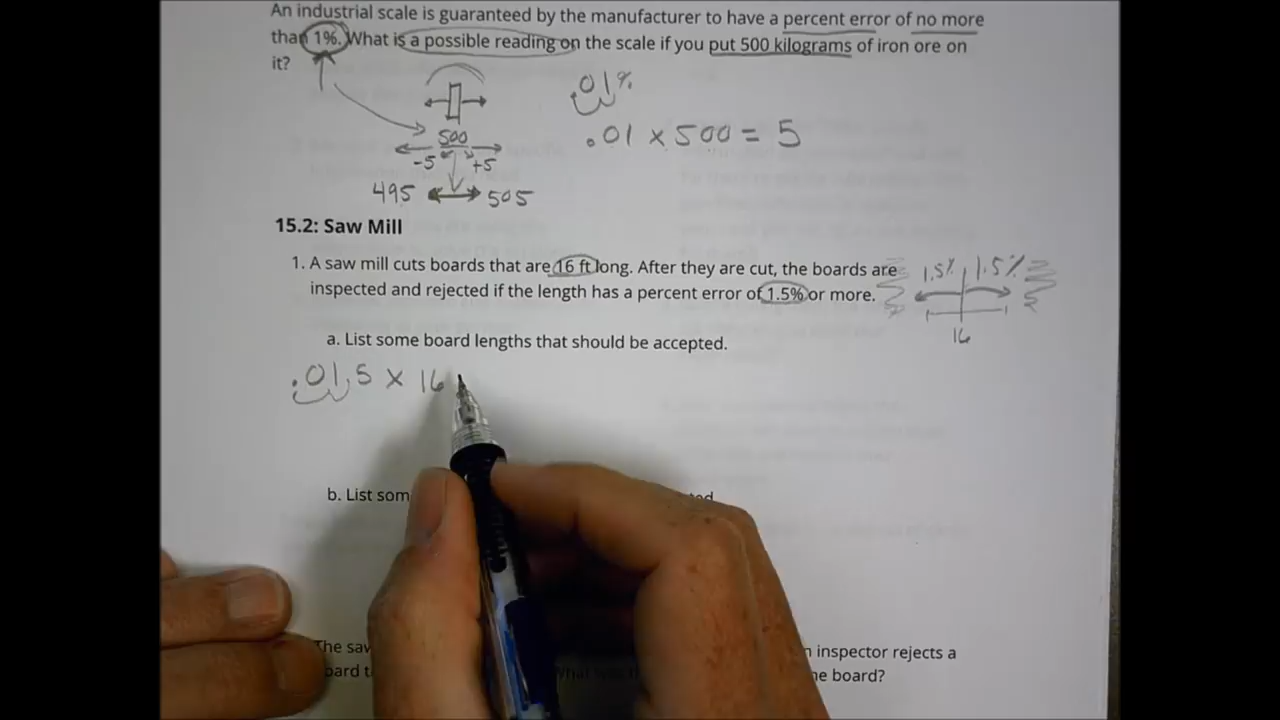 An industrial scale is guaranteed by the manufacturer to have a percent error of no more
than 1%. What is a possible reading on the scale if you put 500 kilograms of iron ore on
it?
.01%
.01 x 500 = 5
500
-5 +5
495 505
15.2: Saw Mill
1. A saw mill cuts boards that are 16 ft long. After they are cut, the boards are
inspected and rejected if the length has a percent error of 1.5% or more.
1.5% 1.5%
16
a. List some board lengths that should be accepted.
.01.5 x 16
b. List som
The saw inspector rejects a
board?